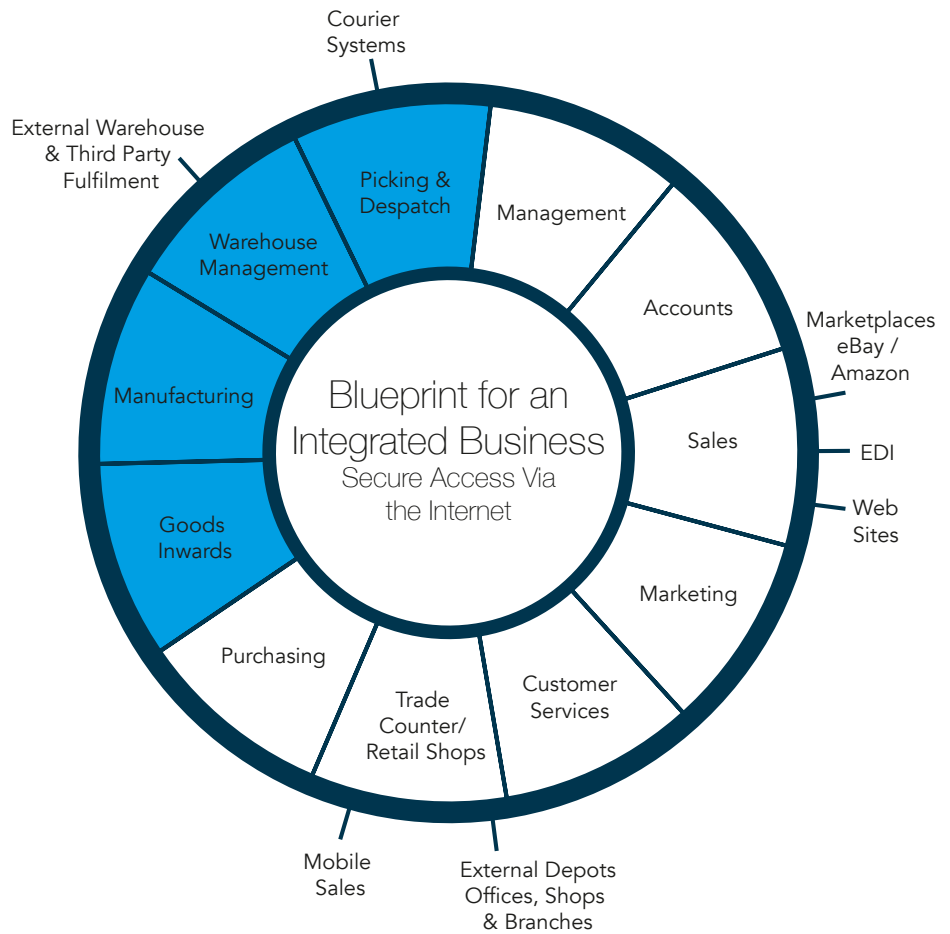 Courier
Systems
External Warehouse
& Third Party
Fulfilment
Picking &
Despatch
Management
Warehouse
Management
Accounts
Marketplaces
eBay /
Amazon
Manufacturing
Blueprint for an
Integrated Business
Secure Access Via
the Internet
Sales
EDI
Web
Sites
Goods
Inwards
Marketing
Purchasing
Trade
Counter/
Retail Shops
Customer
Services
Mobile
Sales
External Depots
Offices, Shops
& Branches